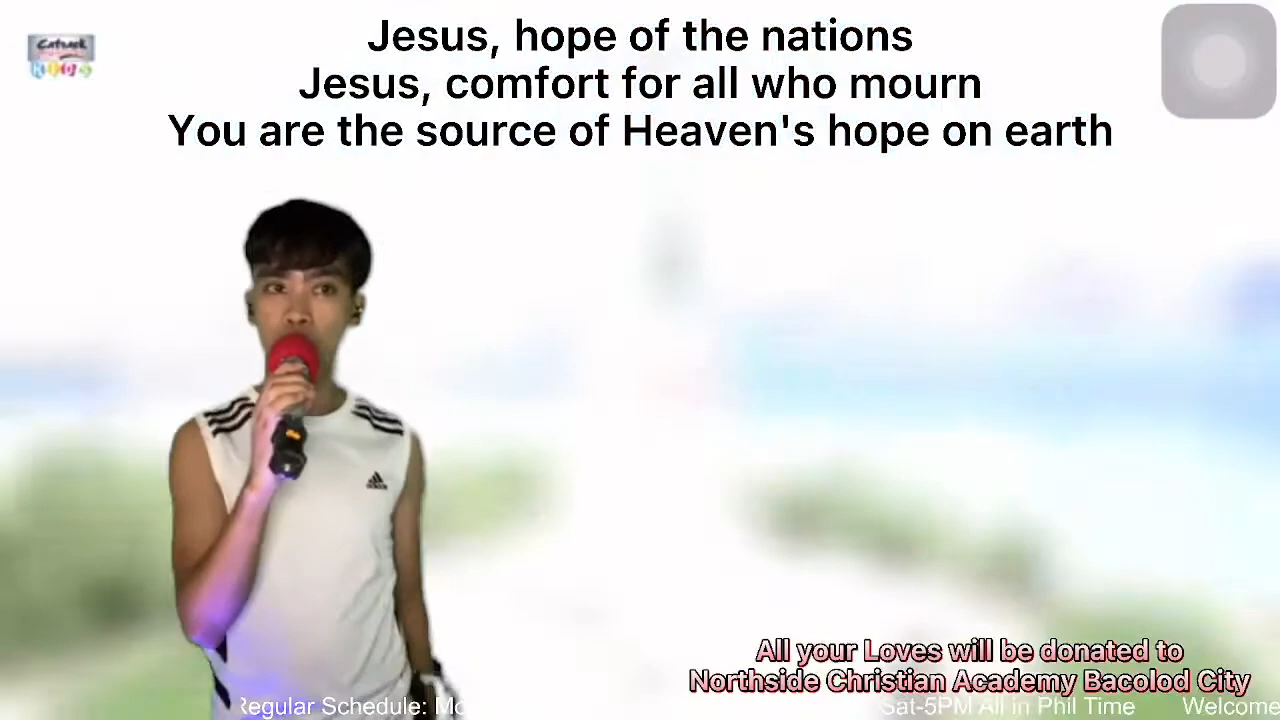 Jesus, hope of the nations
Jesus, comfort for all who mourn
You are the source of Heaven's hope on earth
All your Loves will be donated to
Northside Christian Academy Bacolod City
Regular Schedule: Sat-5PM All in Phil Time Welcome